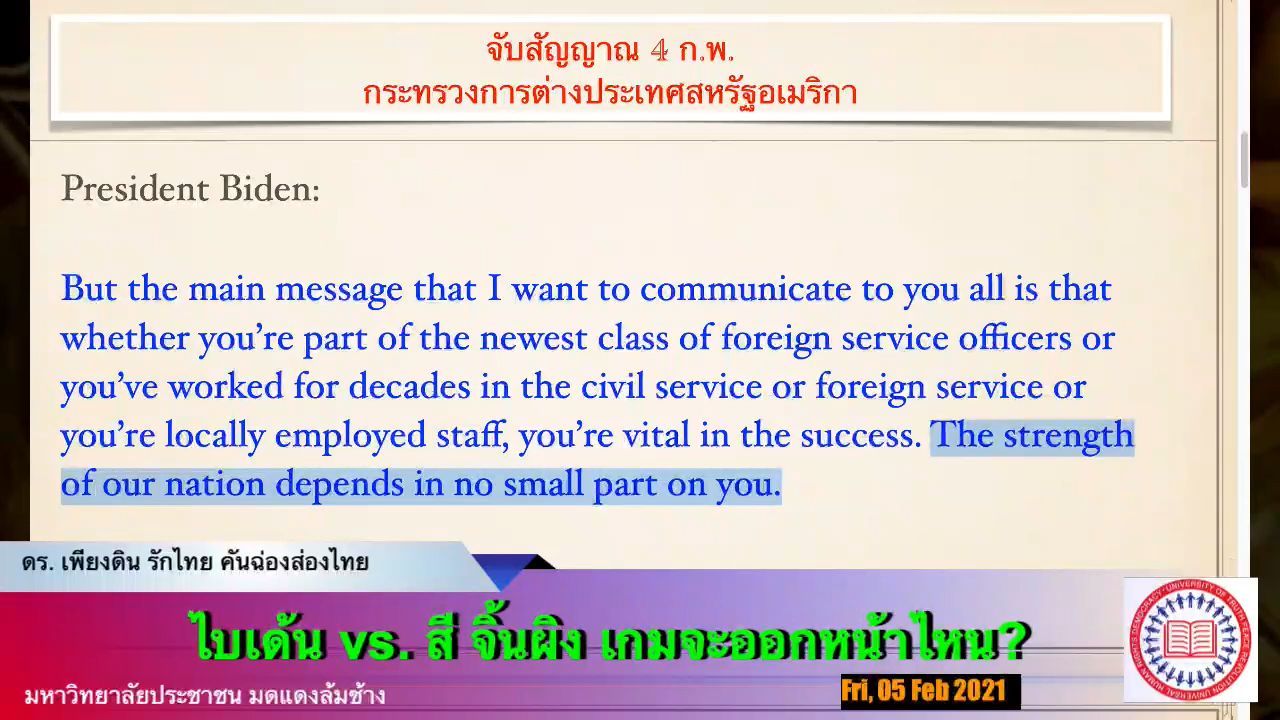 จับสัญญาณ 4 ก.พ.
กระทรวงการต่างประเทศสหรัฐอเมริกา
President Biden:
But the main message that I want to communicate to you all is that
whether you’re part of the newest class of foreign service officers or
you’ve worked for decades in the civil service or foreign service or
you’re locally employed staff, you’re vital in the success. The strength
of our nation depends in no small part on you.
ดร. เพียงดิน รักไทย คันฉ่องส่องไทย
ไบเด้น vs. สี จิ้นผิง เกมจะออกหน้าไหน?
มหาวิทยาลัยประชาชน มดแดงล้มช้าง
Fri, 05 Feb 2021